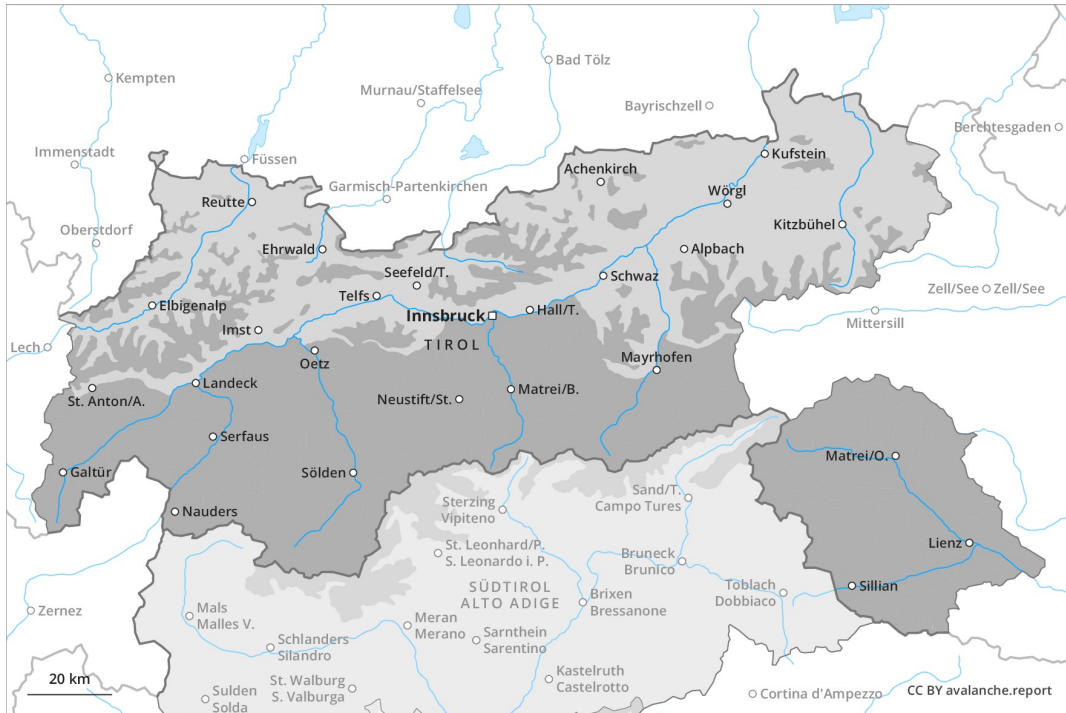 Kempten
Bad Tölz
Murnau/Staffelsee
Bayrischzell
Berchtesgaden
Immenstadt
Füssen
Kufstein
Achenkirch
Garmisch-Partenkirchen
Wörgl
Reutte
Kitzbühel
Oberstdorf
Ehrwald
Alpbach
Seefeld/T.
Schwaz
Telfs
Zell/See
Zell/See
Elbigenalp
Innsbruck
Hall/T.
Mittersill
Imst
Lech
TIROL
Mayrhofen
Oetz
Landeck
Matrei/B.
St. Anton/A.
Neustift/St.
Serfaus
Matrei/O.
Galtür
Sölden
Sand/T.
Campo Tures
Sterzing
Vipiteno
Nauders
Lienz
St. Leonhard/P.
S. Leonardo i. P.
Bruneck
Brunico
SÜDTIROL
ALTO ADIGE
Sillian
Toblach
Dobbiaco
Brixen
Bressanone
Zernez
Mals
Malles V.
Meran
Merano
Sarnthein
Sarentino
Schlanders
Silandro
Kastelruth
Castelrotto
20 km
St. Walburg
S. Valburga
Sulden
Solda
Cortina d'Ampezzo
CC BY avalanche.report